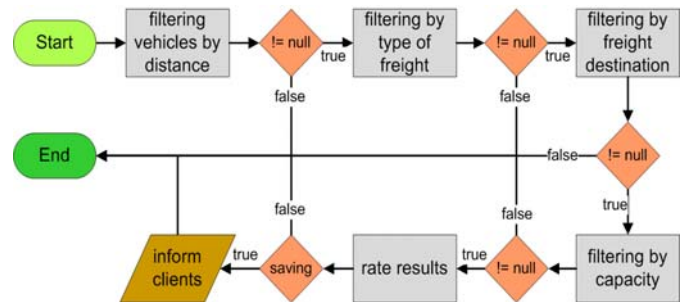 Start
filtering
vehicles by
distance
!= null
true
false
filtering by
type of
freight
!= null
true
false
filtering by
freight
destination
!= null
false
true
filtering by
capacity
!= null
false
true
rate results
saving
false
true
inform
clients
End